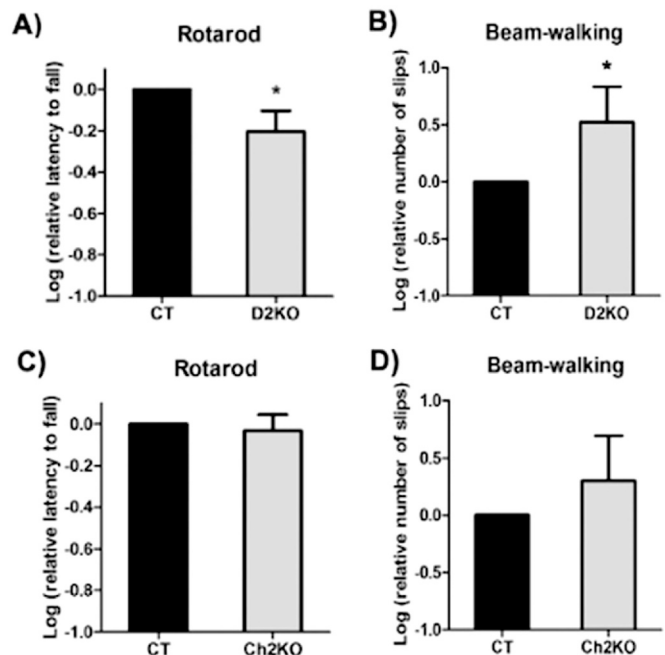 A)
Rotarod
Log (relative latency to fall)
0.0
-0.2
-0.4
-0.6
-0.8
-1.0
*
CT
D2KO
B)
Beam-walking
Log (relative number of slips)
1.0
0.5
0.0
-0.5
-1.0
*
CT
D2KO
C)
Rotarod
Log (relative latency to fall)
0.0
-0.2
-0.4
-0.6
-0.8
-1.0
CT
Ch2KO
D)
Beam-walking
Log (relative number of slips)
1.0
0.5
0.0
-0.5
-1.0
CT
Ch2KO